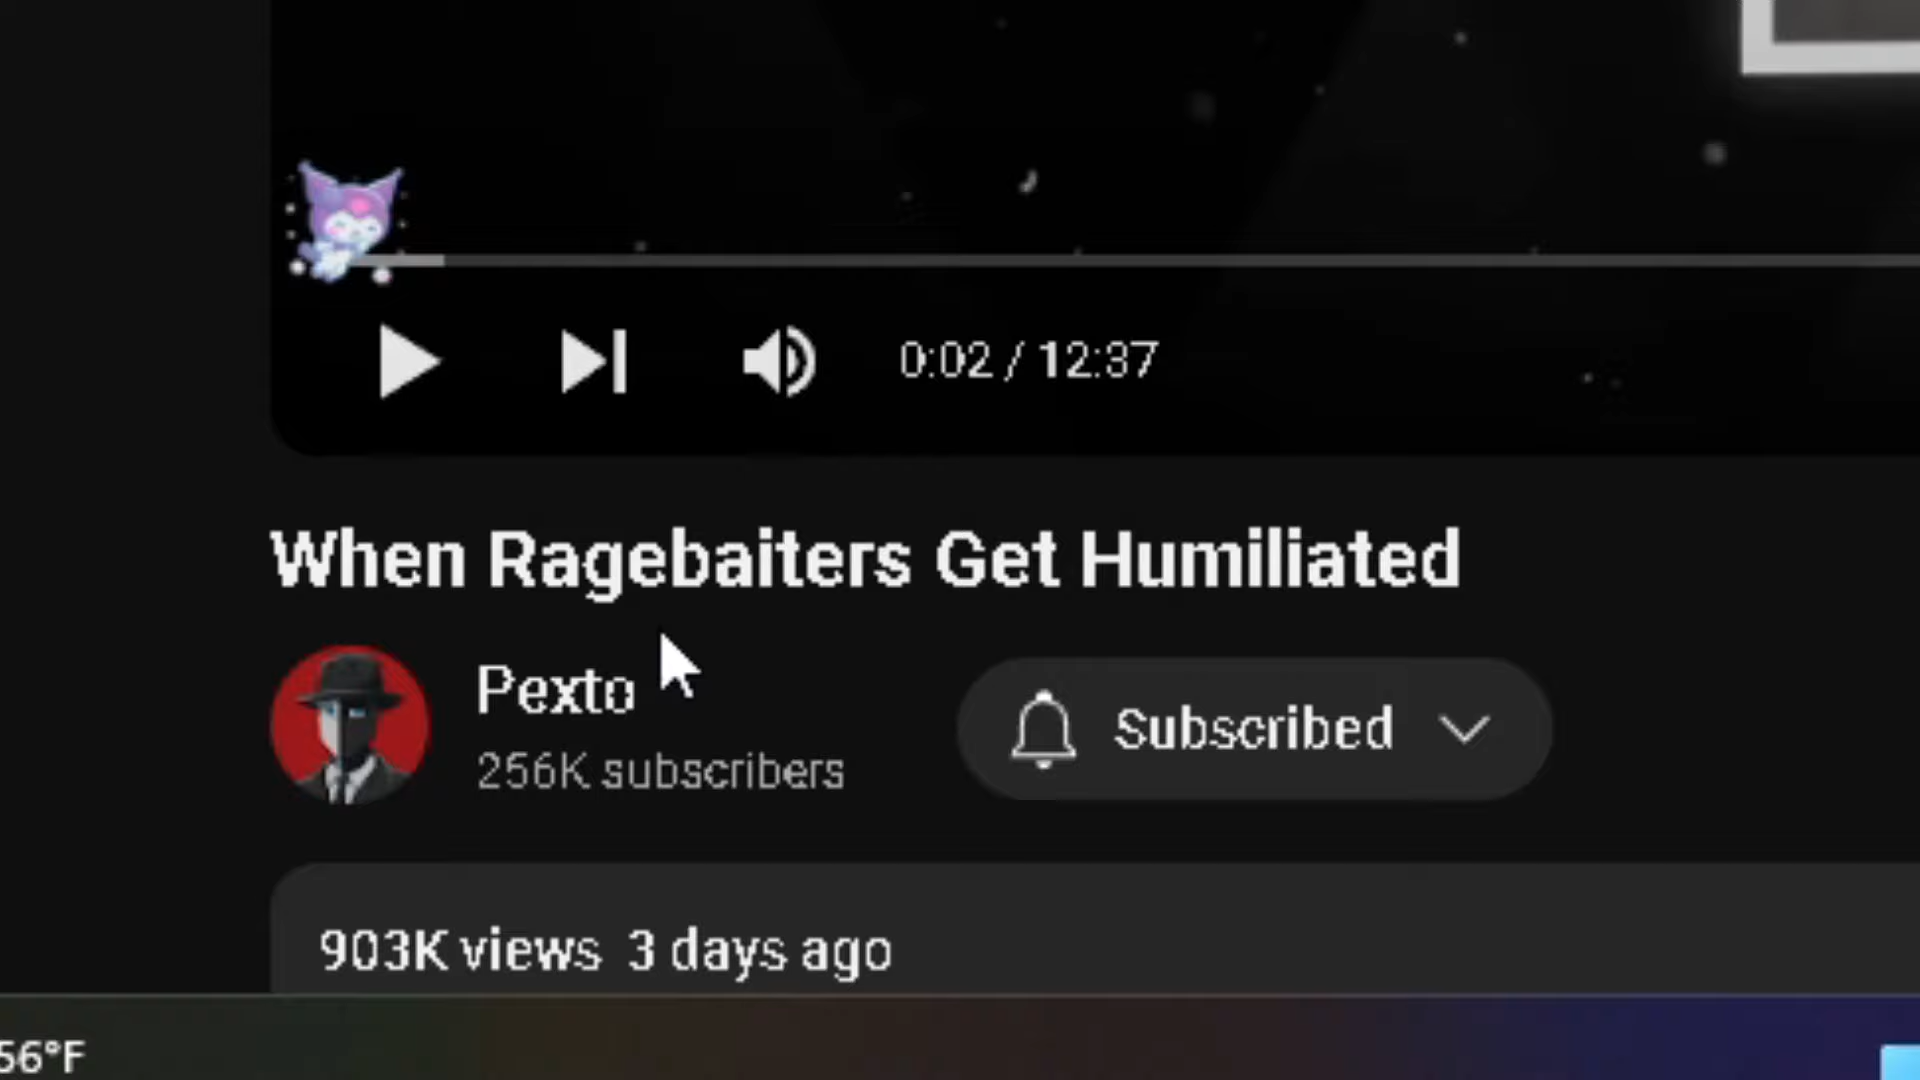 0:02 / 12:37
When Ragebaiters Get Humiliated
Pexto
256K subscribers
Subscribed
903K views 3 days ago
56°F